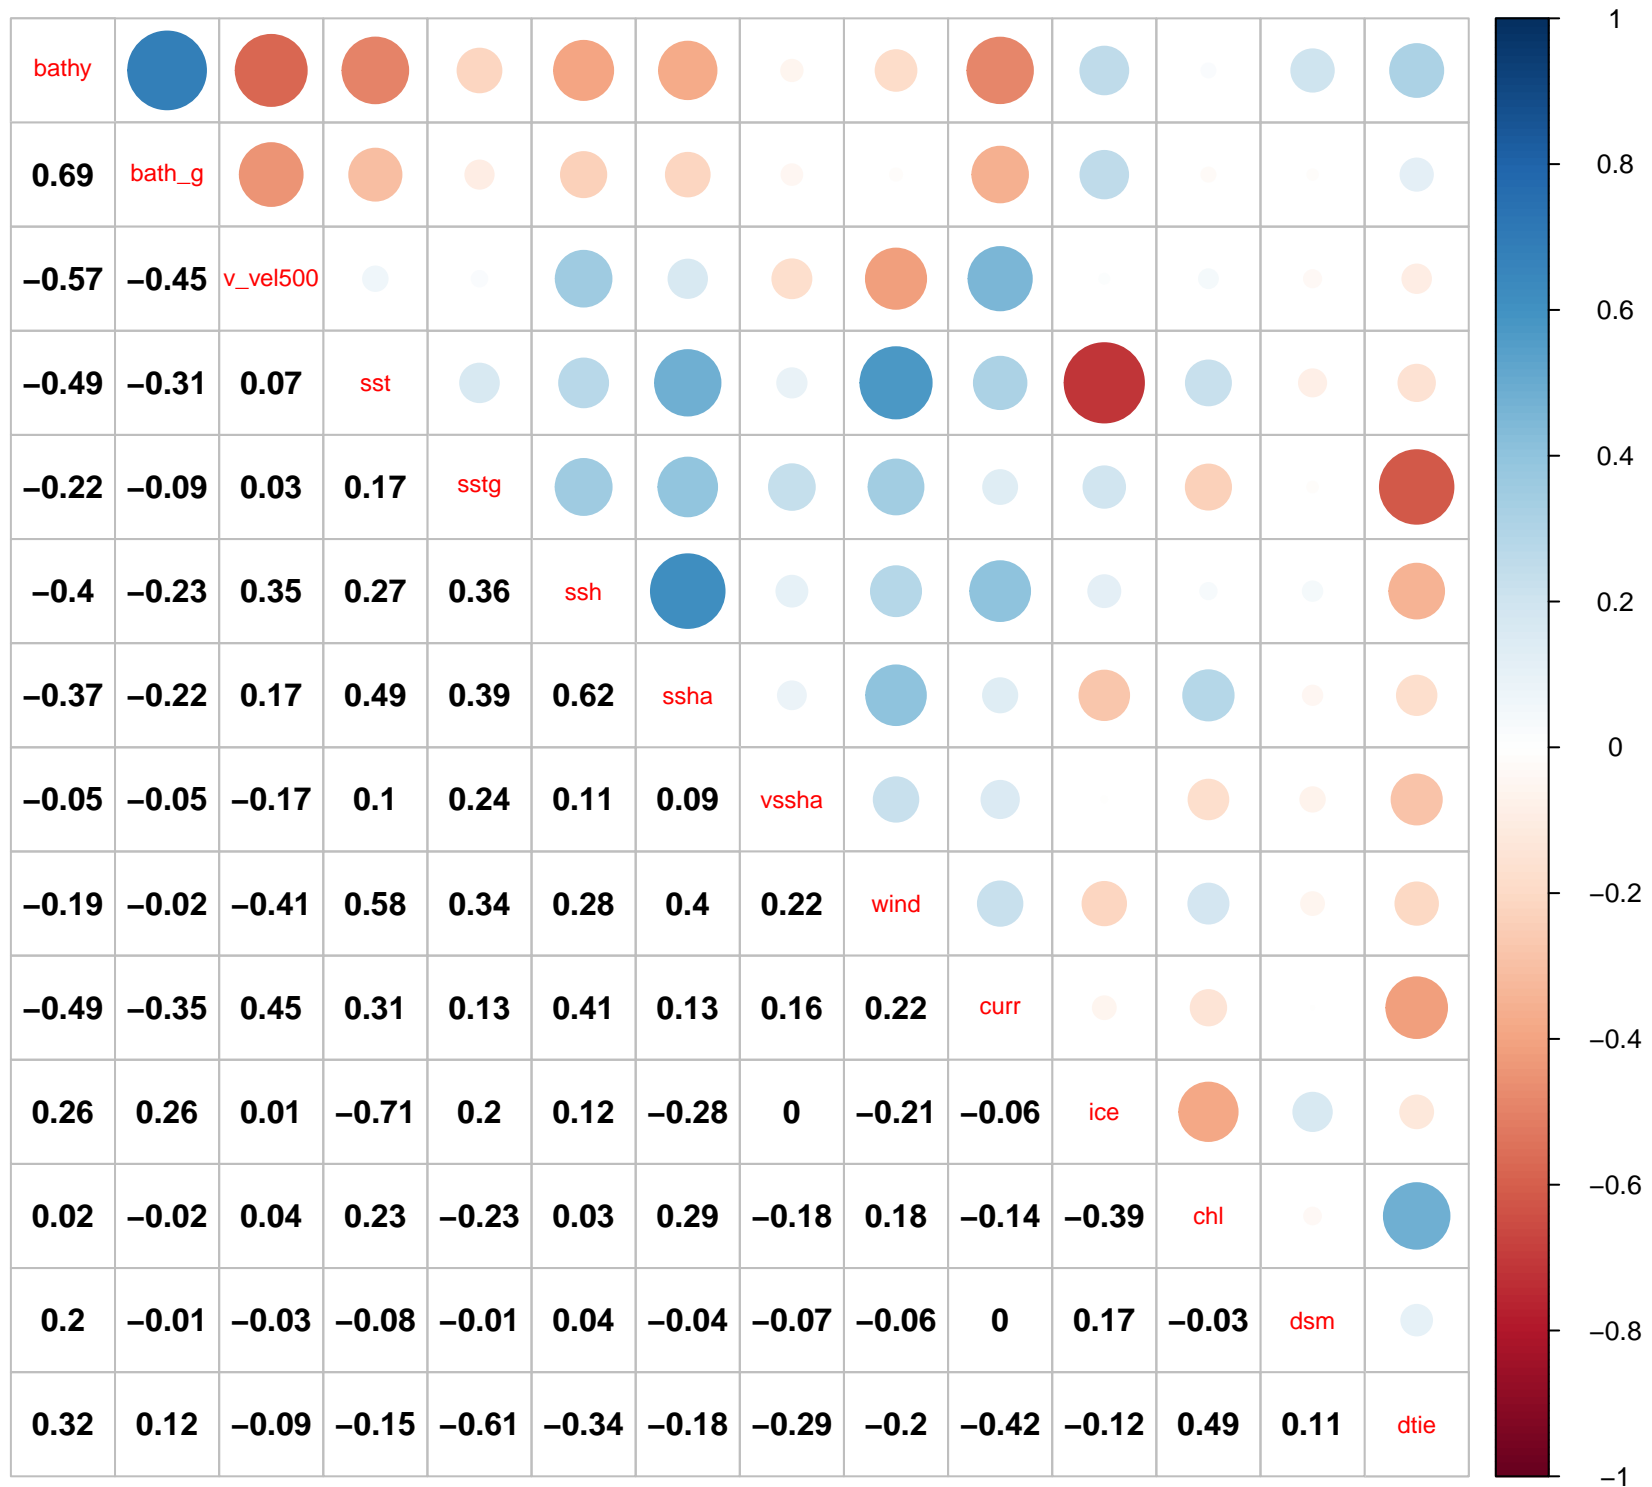 bathy
0.69 bath_g
−0.57 −0.45 v_vel500
−0.49 −0.31 0.07 sst
−0.22 −0.09 0.03 0.17 sstg
−0.4 −0.23 0.35 0.27 0.36 ssh
−0.37 −0.22 0.17 0.49 0.39 0.62 ssha
−0.05 −0.05 −0.17 0.1 0.24 0.11 0.09 vssha
−0.19 −0.02 −0.41 0.58 0.34 0.28 0.4 0.22 wind
−0.49 −0.35 0.45 0.31 0.13 0.41 0.13 0.16 0.22 curr
0.26 0.26 0.01 −0.71 0.2 0.12 −0.28 0 −0.21 −0.06 ice
0.02 −0.02 0.04 0.23 −0.23 0.03 0.29 −0.18 0.18 −0.14 −0.39 chl
0.2 −0.01 −0.03 −0.08 −0.01 0.04 −0.04 −0.07 −0.06 0 0.17 −0.03 dsm
0.32 0.12 −0.09 −0.15 −0.61 −0.34 −0.18 −0.29 −0.2 −0.42 −0.12 0.49 0.11 dtie
1
0.8
0.6
0.4
0.2
0
−0.2
−0.4
−0.6
−0.8
−1